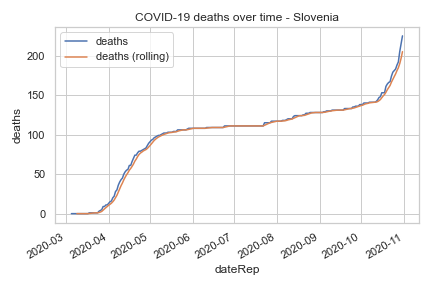 COVID-19 deaths over time - Slovenia
deaths
deaths (rolling)
deaths
200
150
100
50
0
2020-03
2020-04
2020-05
2020-06
2020-07
2020-08
2020-09
2020-10
2020-11
dateRep